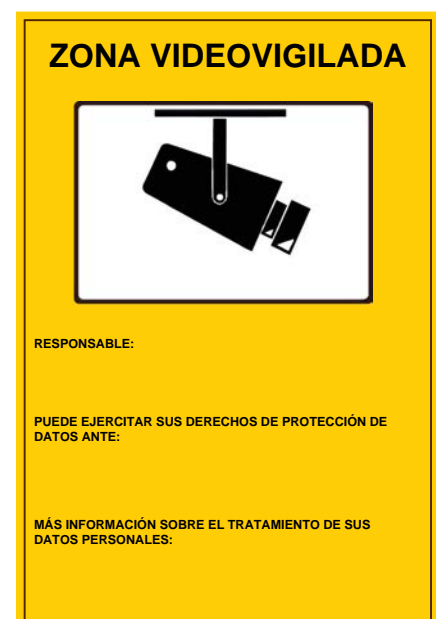 ZONA VIDEOVIGILADA
RESPONSABLE:
PUEDE EJERCITAR SUS DERECHOS DE PROTECCIÓN DE
DATOS ANTE:
MÁS INFORMACIÓN SOBRE EL TRATAMIENTO DE SUS
DATOS PERSONALES: